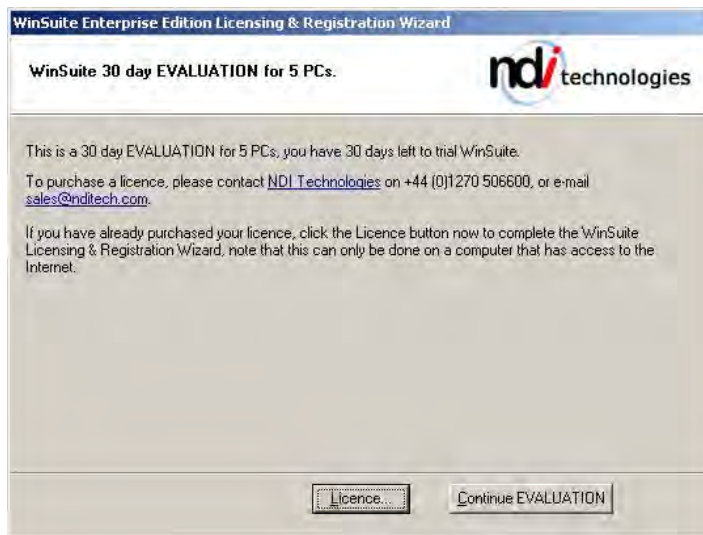 WinSuite Enterprise Edition Licensing & Registration Wizard
WinSuite 30 day EVALUATION for 5 PCs.
ndi technologies
This is a 30 day EVALUATION for 5 PCs, you have 30 days left to trial WinSuite.
To purchase a licence, please contact NDI Technologies on +44 (0)1270 506600, or e-mail
sales@nditech.com.
If you have already purchased your licence, click the Licence button now to complete the WinSuite
Licensing & Registration Wizard, note that this can only be done on a computer that has access to the
Internet.
Licence...
Continue EVALUATION